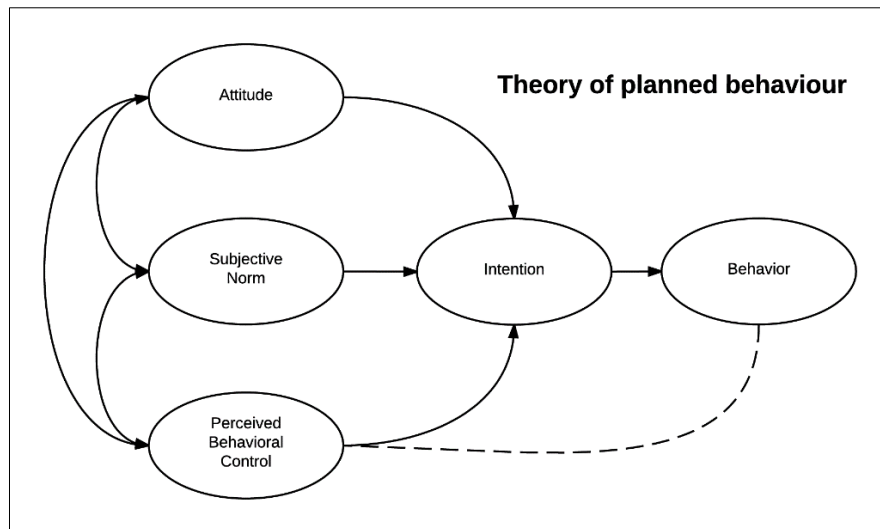 Theory of planned behaviour
Attitude
Subjective
Norm
Intention
Behavior
Perceived
Behavioral
Control